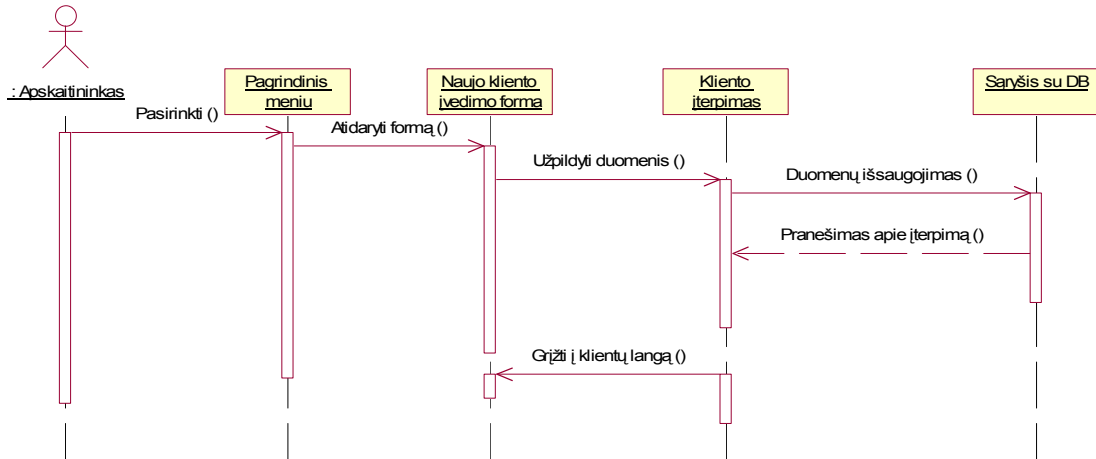 : Apskaitininkas
Pagrindinis
meniu
Naujo kliento
įvedimo forma
Kliento
įterpimas
Sąryšis su DB
Pasirinkti ()
Atidaryti formą ()
Užpildyti duomenis ()
Duomenų išsaugojimas ()
Pranešimas apie įterpimą ()
Grįžti į klientų langą ()